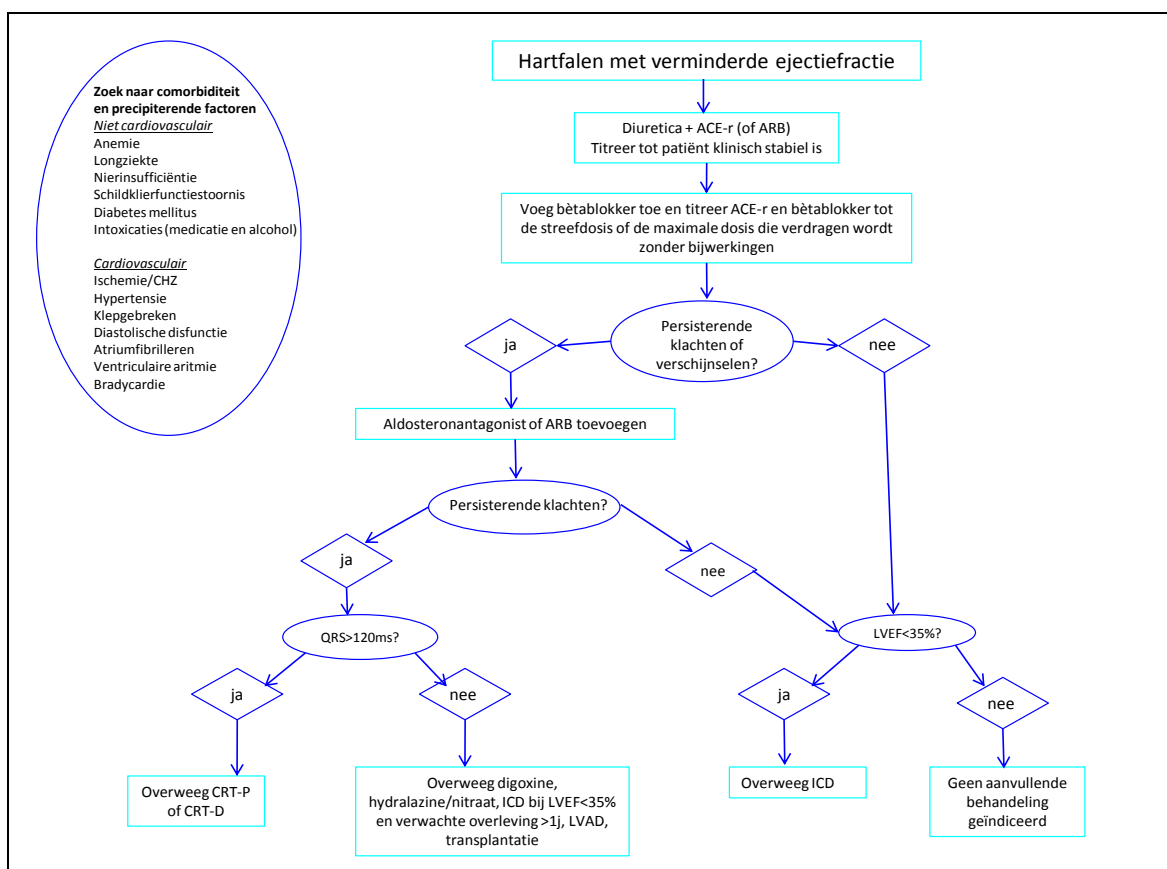 Zoek naar comorbiditeit
en precipiterende factoren
Niet cardiovasculair
Anemie
Longziekte
Nierinsufficiëntie
Schildklierfunctiestoornis
Diabetes mellitus
Intoxicaties (medicatie en alcohol)
Cardiovasculair
Ischemie/CHZ
Hypertensie
Klepgebreken
Diastolische disfunctie
Atriumfibrilleren
Ventriculaire aritmie
Bradycardie
Hartfalen met verminderde ejectiefractie
Diuretica + ACE-r (of ARB)
Titreer tot patiënt klinisch stabiel is
Voeg bètablokker toe en titreer ACE-r en bètablokker tot
de streefdosis of de maximale dosis die verdragen wordt
zonder bijwerkingen
Persisterende
klachten of
verschijnselen?
ja
nee
Aldosteronantagonist of ARB toevoegen
Persisterende klachten?
ja
nee
QRS>120ms?
LVEF<35%?
ja
nee
ja
nee
Overweeg CRT-P
of CRT-D
Overweeg digoxine,
hydralazine/nitraat, ICD bij LVEF<35%
en verwachte overleving >1j, LVAD,
transplantatie
Overweeg ICD
Geen aanvullende
behandeling
geïndiceerd